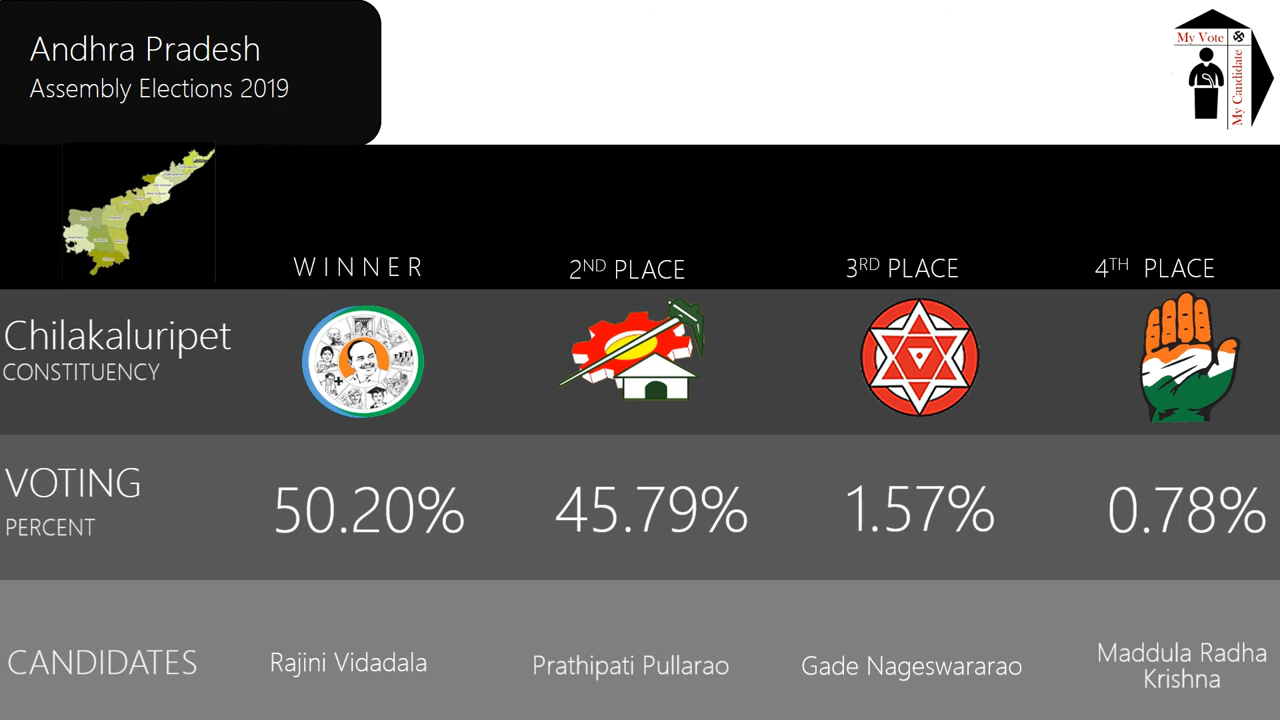 Andhra Pradesh
Assembly Elections 2019
My Vote
My Candidate
WINNER
2ND PLACE
3RD PLACE
4TH PLACE
Chilakaluripet
CONSTITUENCY
VOTING
PERCENT
50.20%
45.79%
1.57%
0.78%
CANDIDATES
Rajini Vidadala
Prathipati Pullarao
Gade Nageswararao
Maddula Radha
Krishna